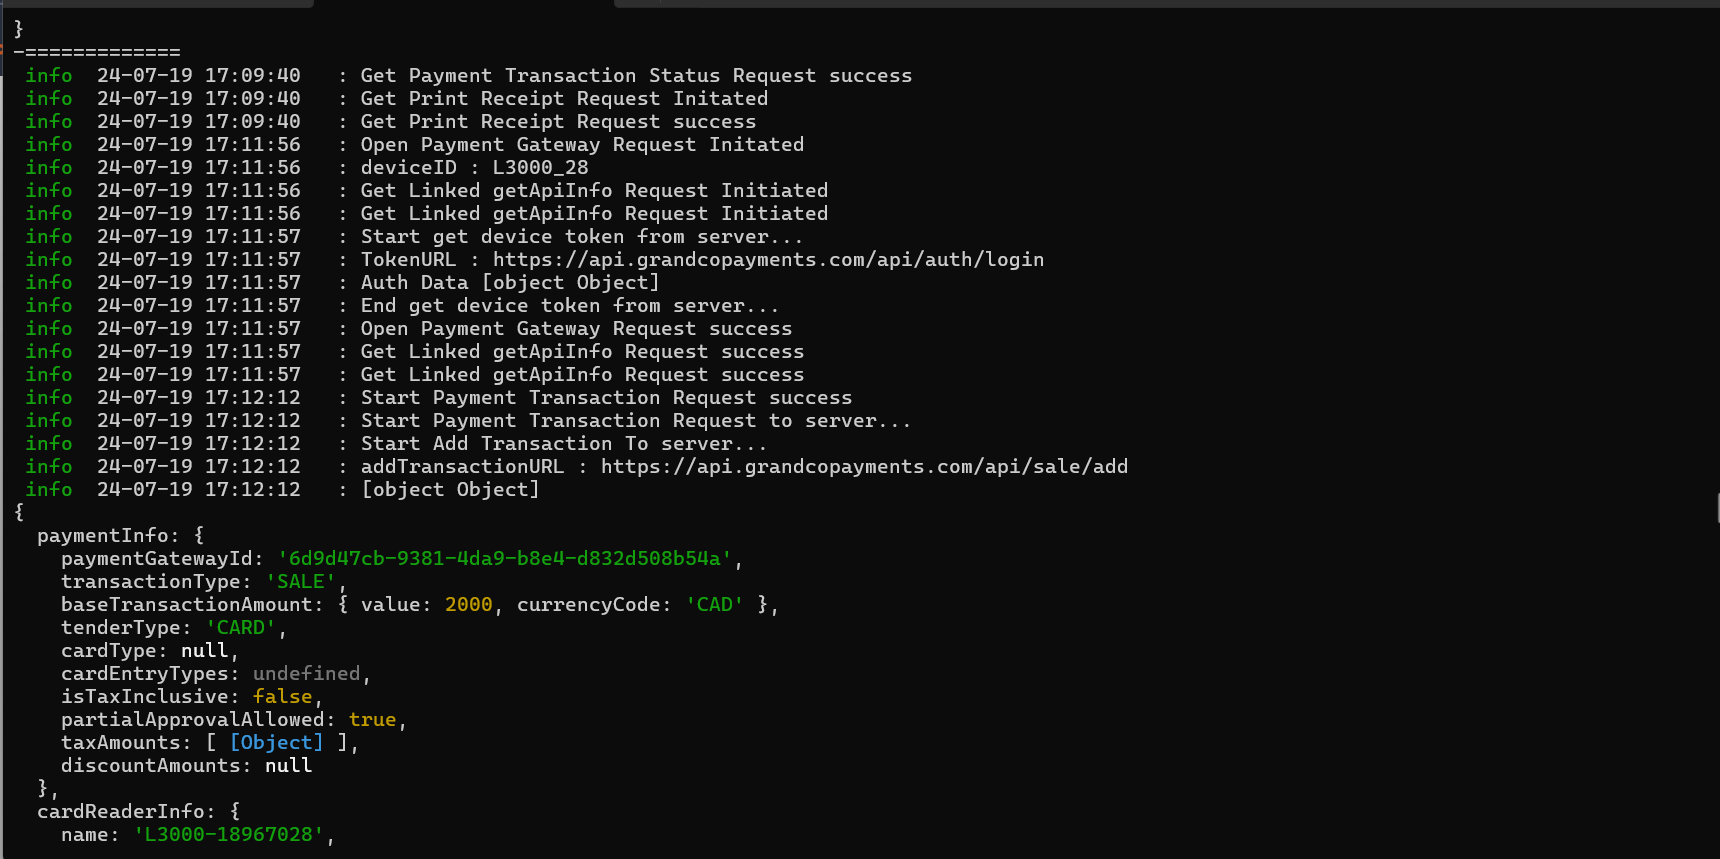 }
-=============
info 24-07-19 17:09:40 : Get Payment Transaction Status Request success
info 24-07-19 17:09:40 : Get Print Receipt Request Initated
info 24-07-19 17:09:40 : Get Print Receipt Request success
info 24-07-19 17:11:56 : Open Payment Gateway Request Initated
info 24-07-19 17:11:56 : deviceID : L3000_28
info 24-07-19 17:11:56 : Get Linked getApiInfo Request Initiated
info 24-07-19 17:11:56 : Get Linked getApiInfo Request Initiated
info 24-07-19 17:11:57 : Start get device token from server...
info 24-07-19 17:11:57 : TokenURL : https://api.grandcopayments.com/api/auth/login
info 24-07-19 17:11:57 : Auth Data [object Object]
info 24-07-19 17:11:57 : End get device token from server...
info 24-07-19 17:11:57 : Open Payment Gateway Request success
info 24-07-19 17:11:57 : Get Linked getApiInfo Request success
info 24-07-19 17:11:57 : Get Linked getApiInfo Request success
info 24-07-19 17:12:12 : Start Payment Transaction Request success
info 24-07-19 17:12:12 : Start Payment Transaction Request to server...
info 24-07-19 17:12:12 : Start Add Transaction To server...
info 24-07-19 17:12:12 : addTransactionURL : https://api.grandcopayments.com/api/sale/add
info 24-07-19 17:12:12 : [object Object]
{
  paymentInfo: {
    paymentGatewayId: '6d9d47cb-9381-4da9-b8e4-d832d508b54a',
    transactionType: 'SALE',
    baseTransactionAmount: { value: 2000, currencyCode: 'CAD' },
    tenderType: 'CARD',
    cardType: null,
    cardEntryTypes: undefined,
    isTaxInclusive: false,
    partialApprovalAllowed: true,
    taxAmounts: [ [Object] ],
    discountAmounts: null
  },
  cardReaderInfo: {
    name: 'L3000-18967028',